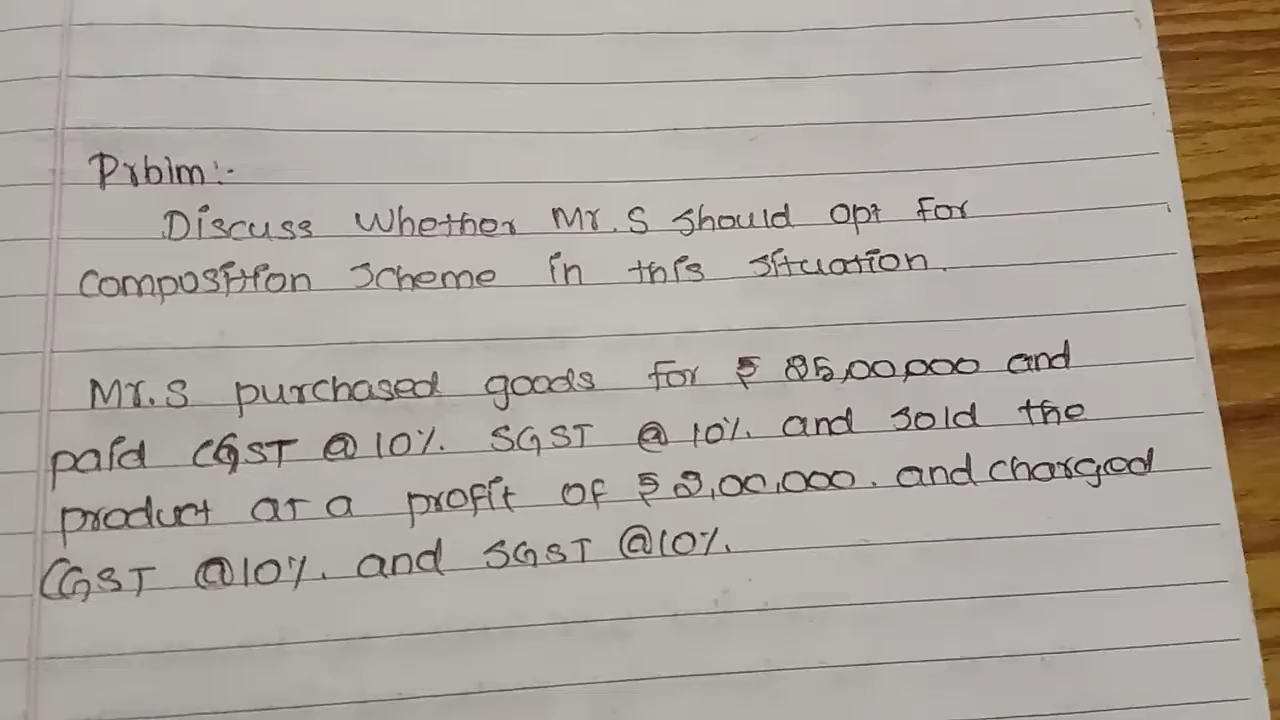 Prblm:-
Discuss Whether Mr.S should opt for
composition scheme in this situation.
Mr.S purchased goods for ₹ 85,00,000 and
paid CGST @ 10%. SGST @ 10%. and sold the
product at a profit of ₹ 2,00,000. and charged
CGST @10%. and SGST @10%.